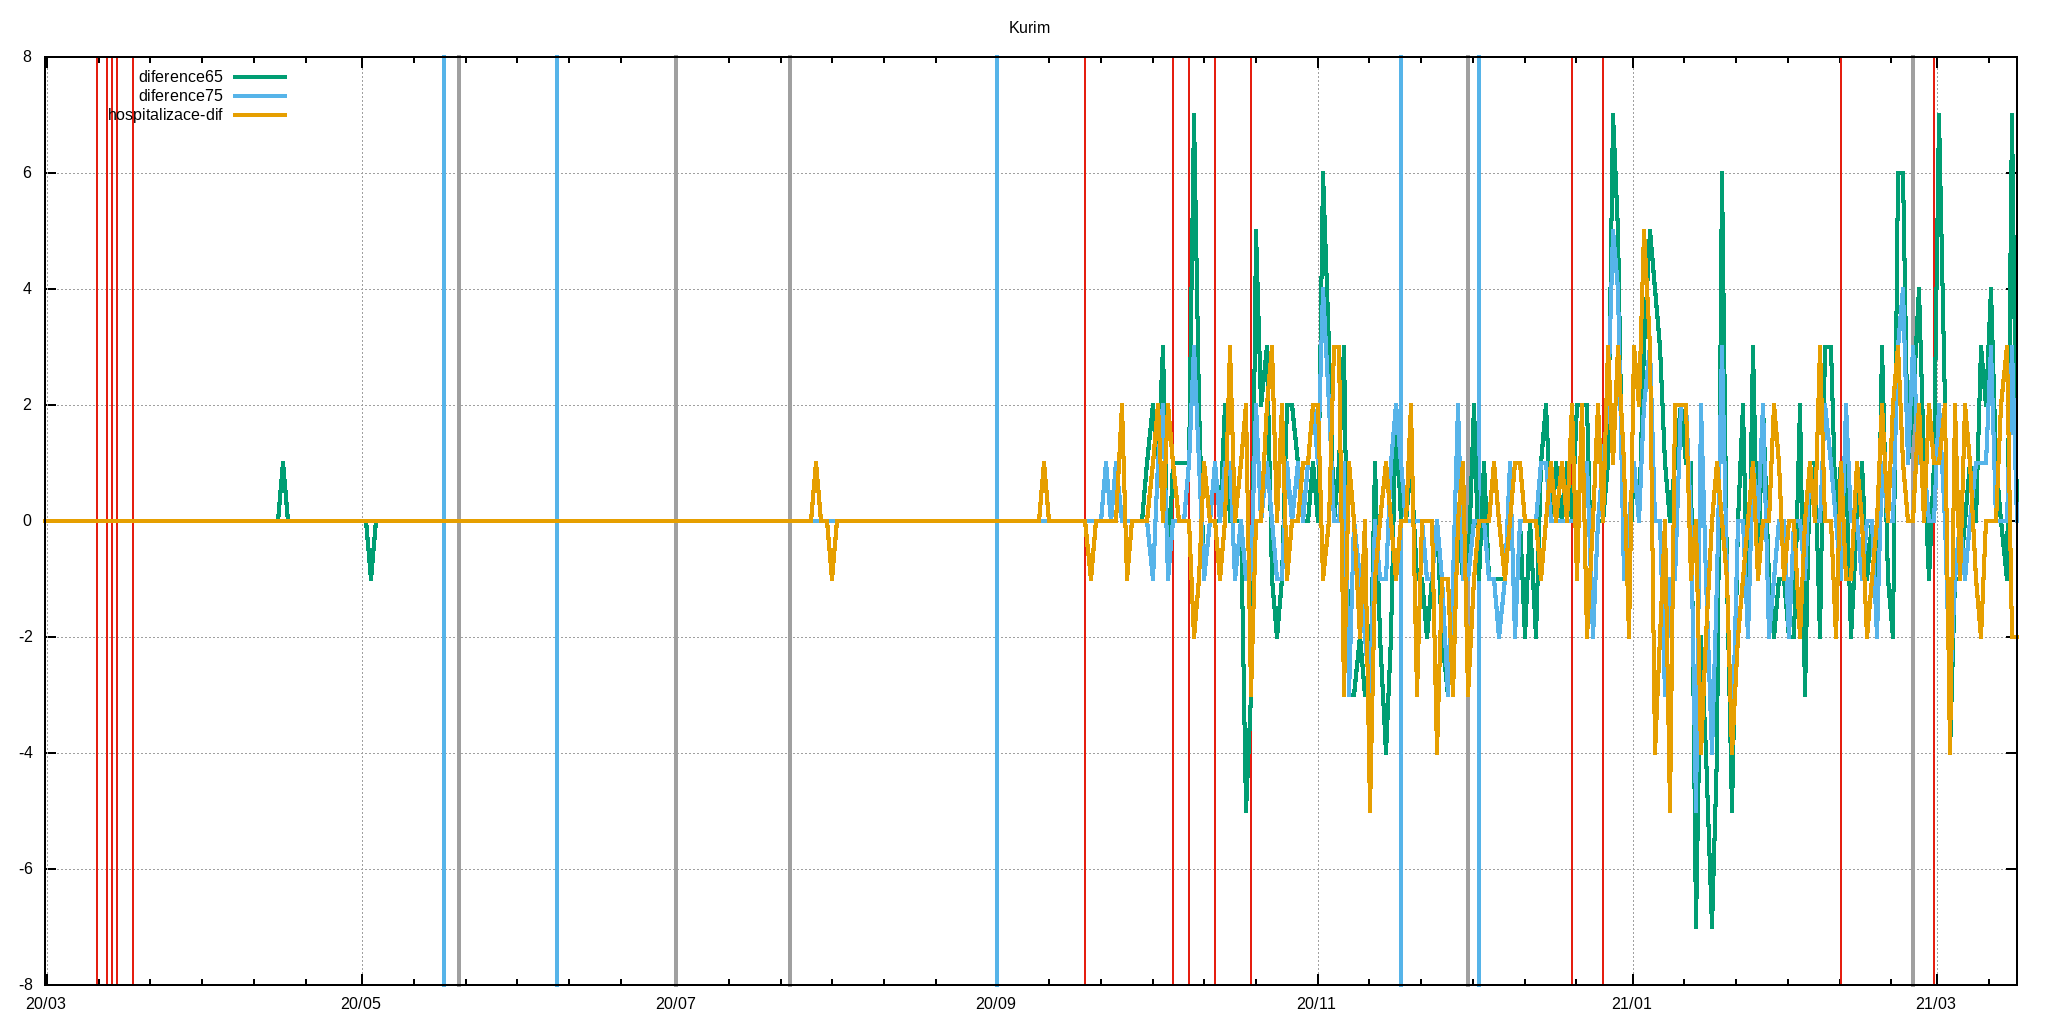 Kurim
8
diference65
diference75
hospitalizace-dif
6
4
2
0
-2
-4
-6
-8
20/03 20/05 20/07 20/09 20/11 21/01 21/03